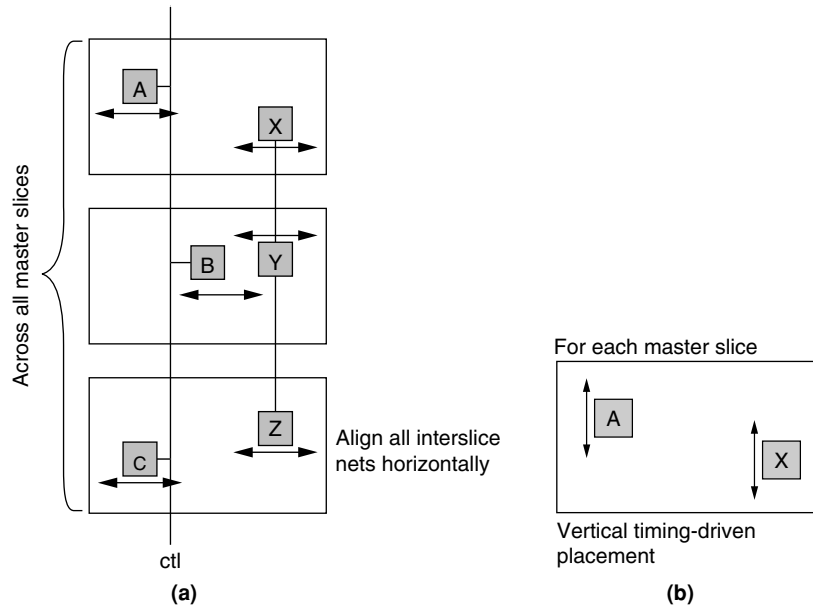 Across all master slices
A
X
B
Y
C
Z
Align all interslice
nets horizontally
ctl
(a)
For each master slice
A
X
Vertical timing-driven
placement
(b)